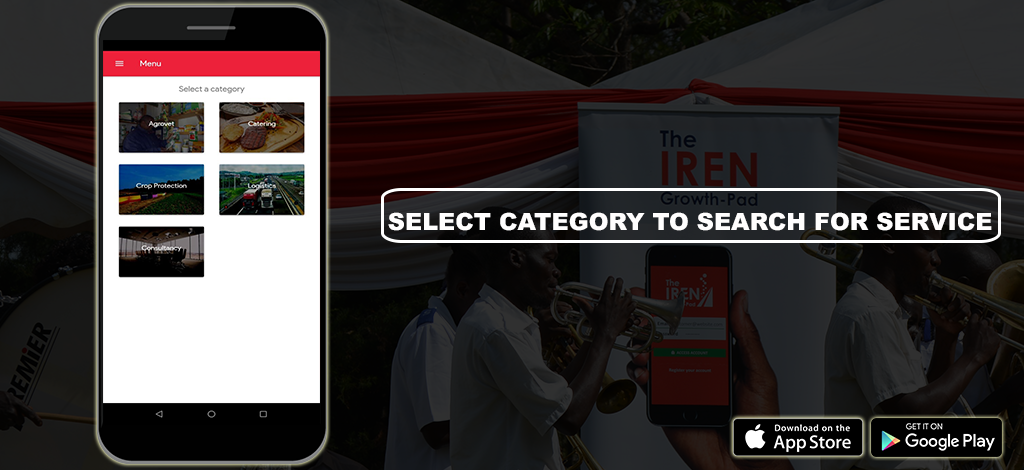 Menu
Select a category
Agrovet
Catering
Crop Protection
Logistics
Consultancy
The
IREN
Growth-Pad
SELECT CATEGORY TO SEARCH FOR SERVICE
The
IREN
PREMIER
Download on the
App Store
GET IT ON
Google Play